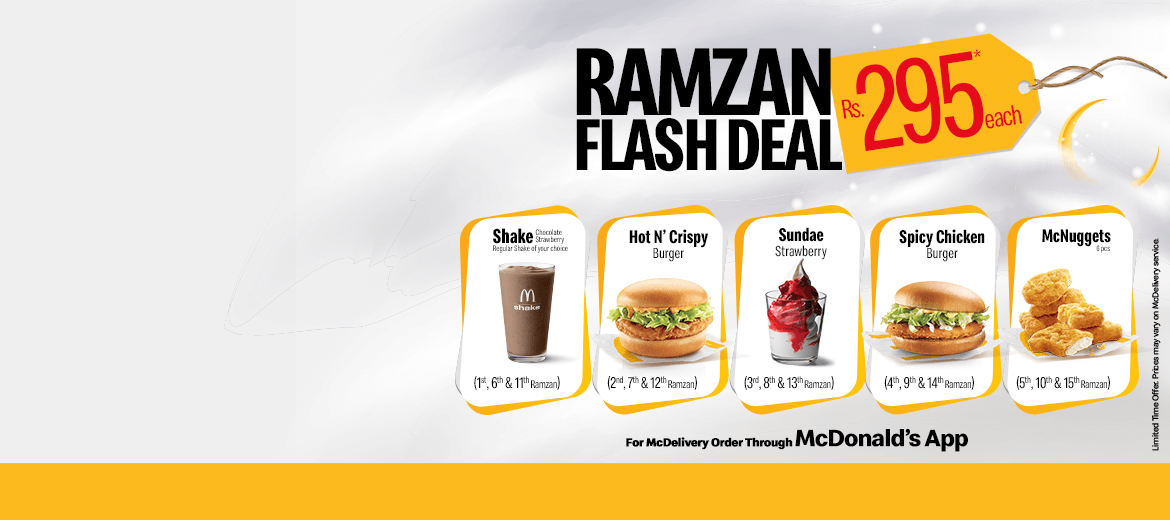 RAMZAN
FLASH DEAL
Rs. 295* each
Shake Chocolate Strawberry
Regular Shake of your choice
shake
(1st, 6th & 11th Ramzan)
Hot N' Crispy
Burger
(2nd, 7th & 12th Ramzan)
Sundae
Strawberry
(3rd, 8th & 13th Ramzan)
Spicy Chicken
Burger
(4th, 9th & 14th Ramzan)
McNuggets
6 pcs
(5th, 10th & 15th Ramzan)
For McDelivery Order Through McDonald's App
Limited Time Offer. Prices may vary on McDelivery service.